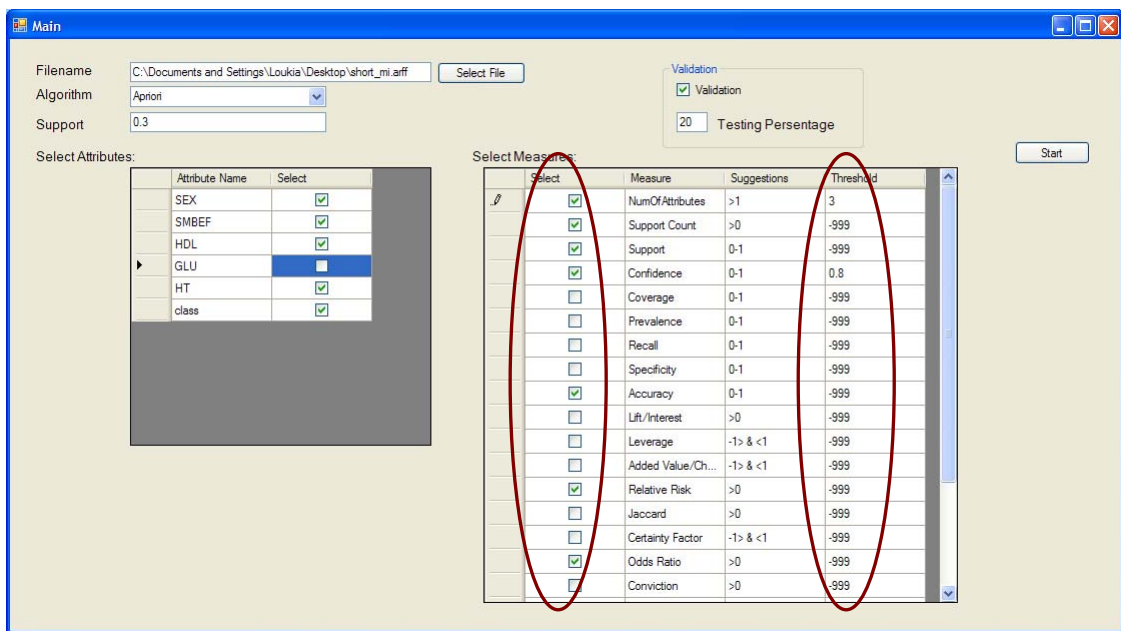 Main
Filename C:\Documents and Settings\Loukia\Desktop\short_mi.arff Select File
Algorithm Apriori
Support 0.3
Validation
Validation
20 Testing Persentage
Start
Select Attributes:
Attribute Name Select
SEX
SMBEF
HDL
GLU
HT
class
Select Measures:
Select Measure Suggestions Threshold
NumOfAttributes >1 3
Support Count >0 -999
Support 0-1 -999
Confidence 0-1 0.8
Coverage 0-1 -999
Prevalence 0-1 -999
Recall 0-1 -999
Specificity 0-1 -999
Accuracy 0-1 -999
Lift/Interest >0 -999
Leverage -1> & <1 -999
Added Value/Ch... -1> & <1 -999
Relative Risk >0 -999
Jaccard >0 -999
Certainty Factor -1> & <1 -999
Odds Ratio >0 -999
Conviction >0 -999